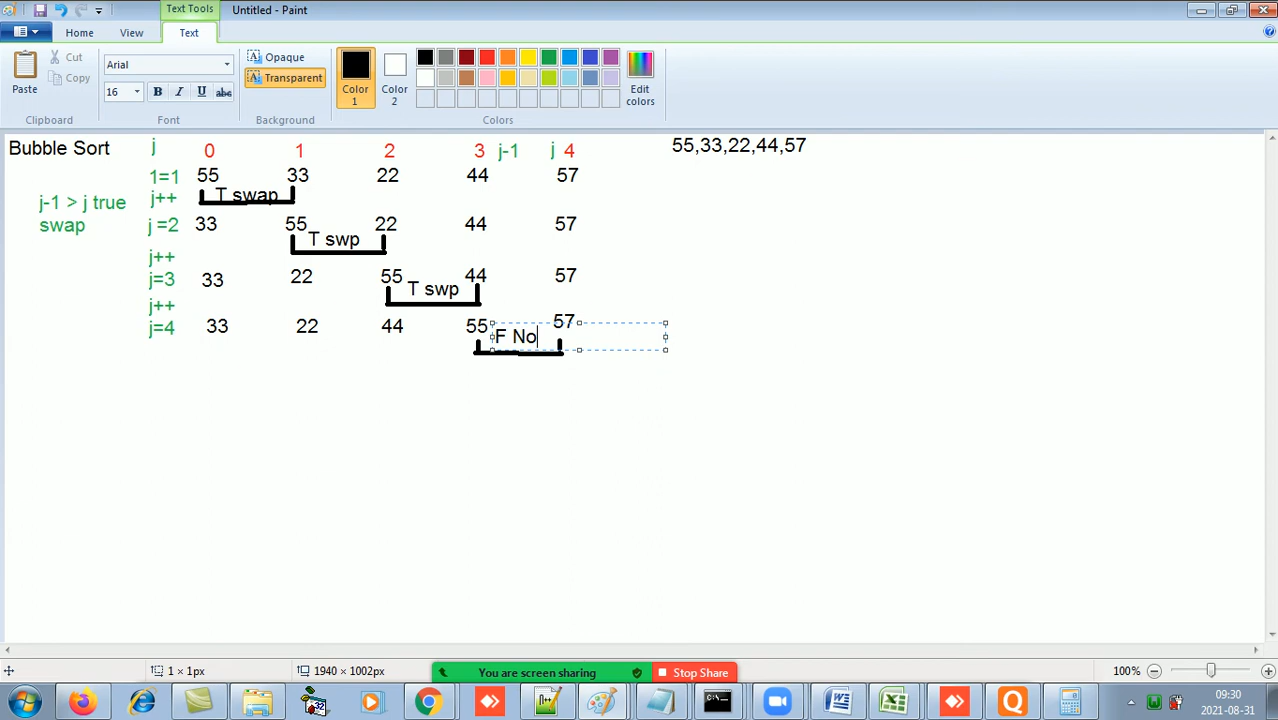 Text Tools
Untitled - Paint
Home View Text
Paste
Cut
Copy
Clipboard
Arial
16
B I U abc
Font
Opaque
Transparent
Background
Color 1
Color 2
Edit colors
Colors
Bubble Sort j 0 1 2 3 j-1 j 4 55,33,22,44,57
1=1 55 33 22 44 57
j-1 > j true
swap
j++ T swap
j =2 33 55 22 44 57
T swp
j++
j=3 33 22 55 44 57
T swp
j++
j=4 33 22 44 55 57
F No
1 × 1px
1940 × 1002px
You are screen sharing
Stop Share
100%
09:30
2021-08-31